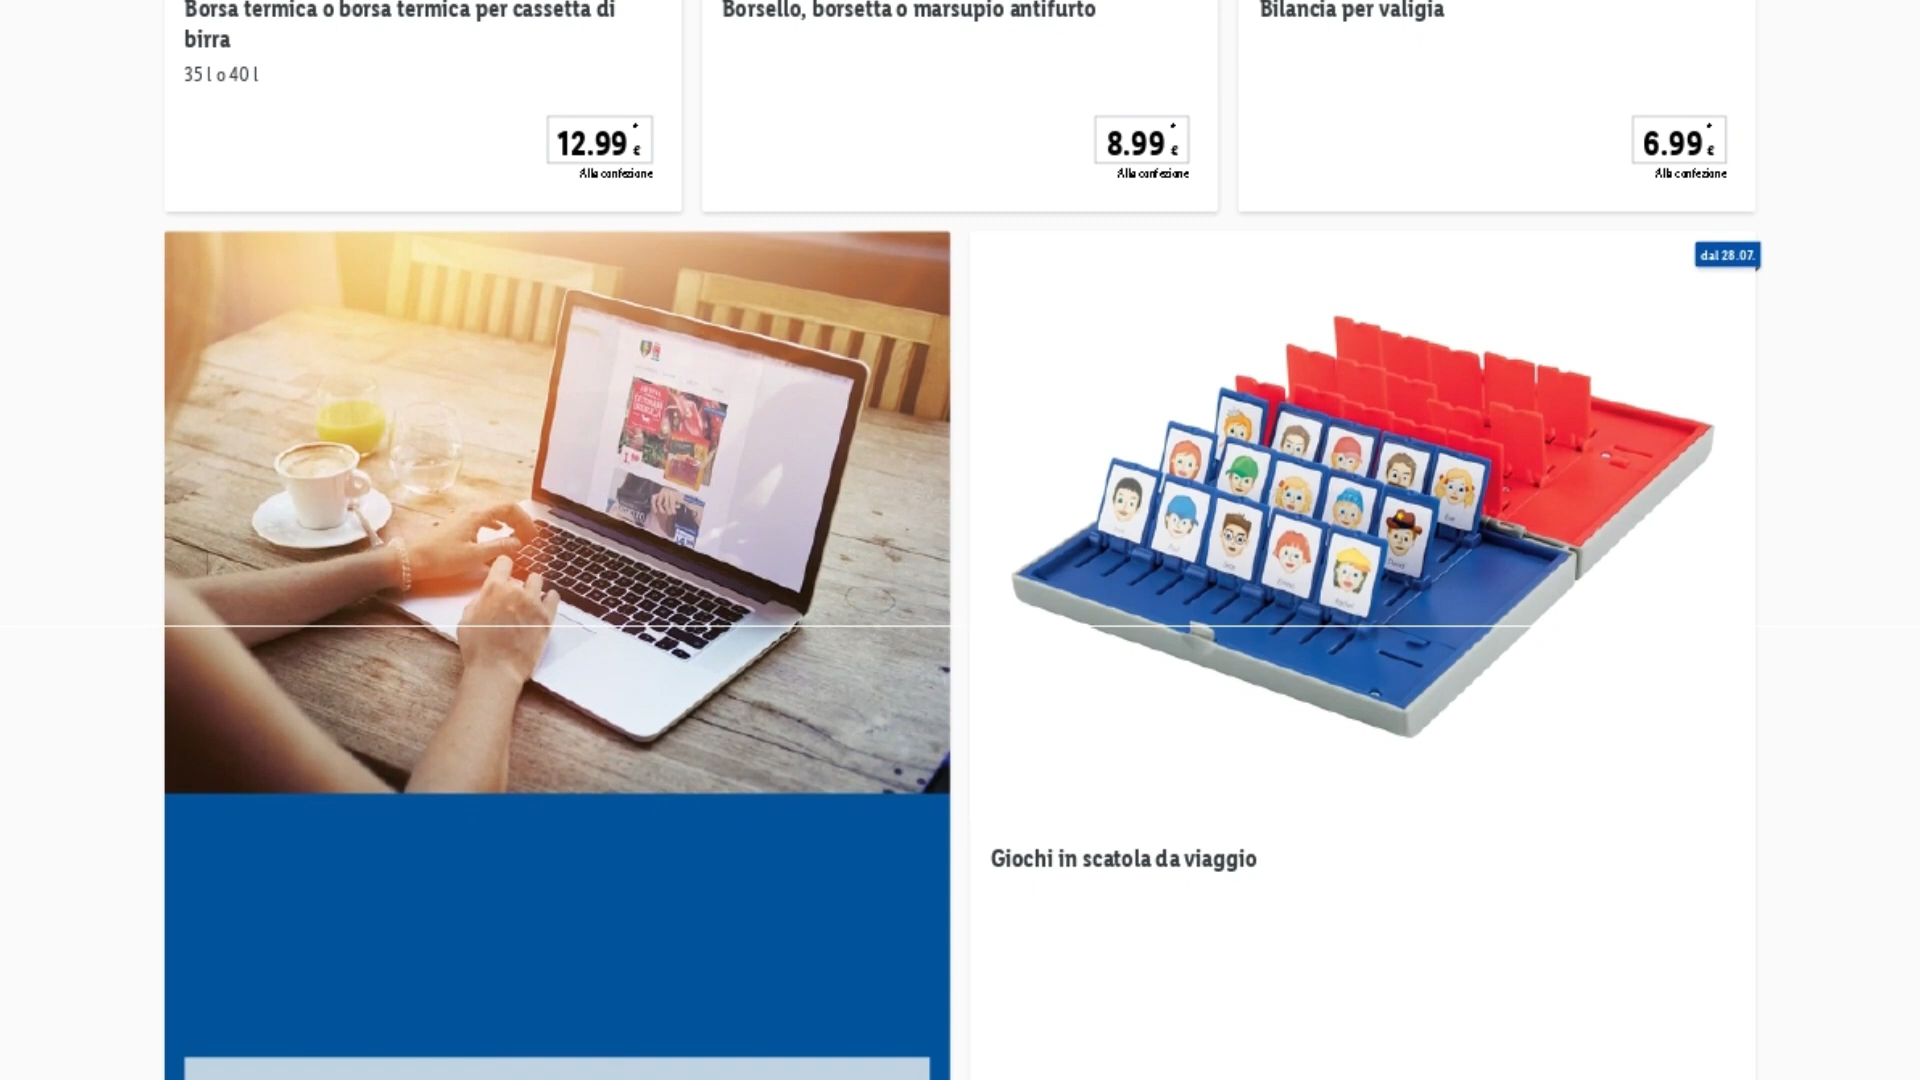 Borsa termica o borsa termica per cassetta di
birra
35 l o 40 l
12.99 *
€
Alla confezione
Borsello, borsetta o marsupio antifurto
8.99 *
€
Alla confezione
Bilancia per valigia
6.99 *
€
Alla confezione
dal 28.07.
Giochi in scatola da viaggio